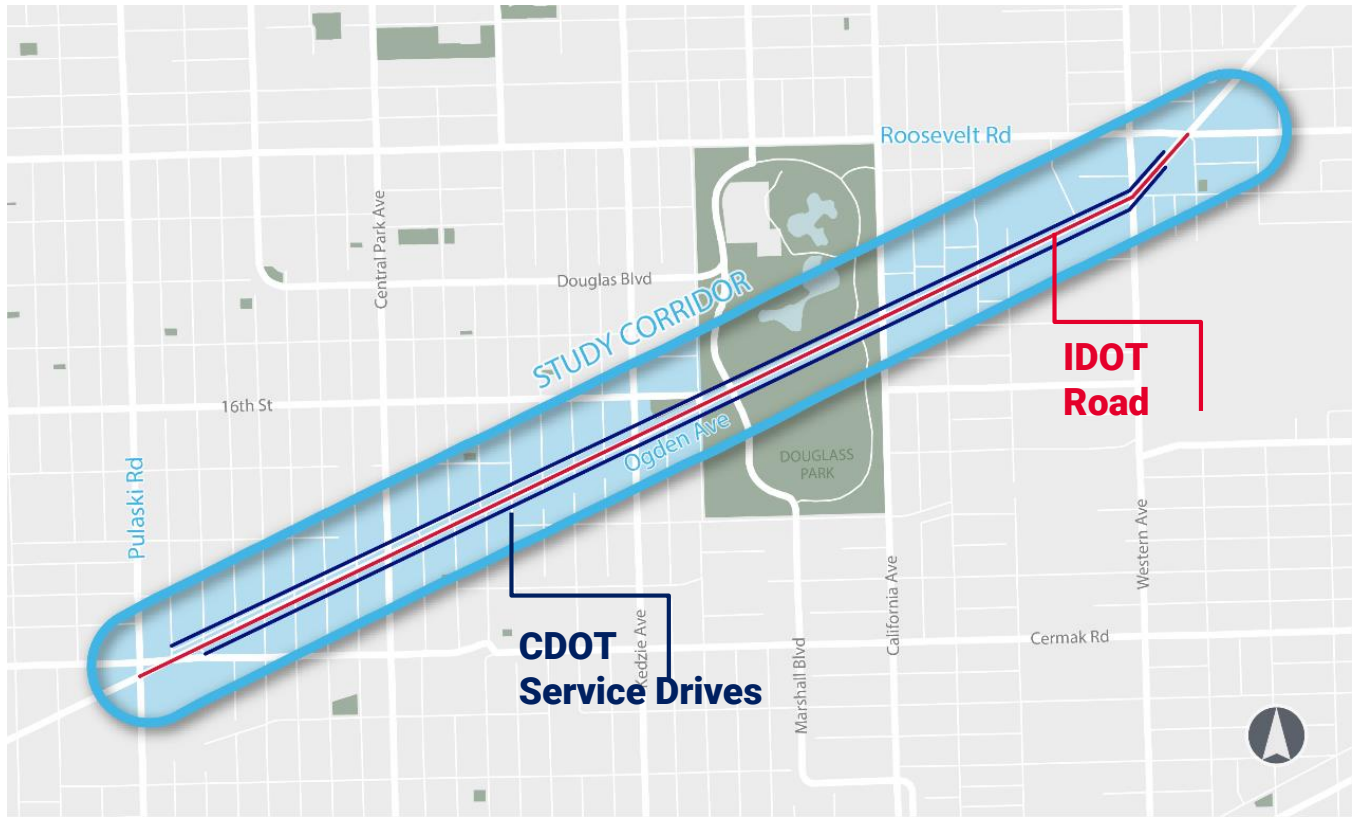 Roosevelt Rd
Central Park Ave
Douglas Blvd
STUDY CORRIDOR
IDOT
Road
16th St
Ogden Ave
DOUGLASS
PARK
Pulaski Rd
Western Ave
California Ave
CDOT
Service Drives
Kedzie Ave
Marshall Blvd
Cermak Rd